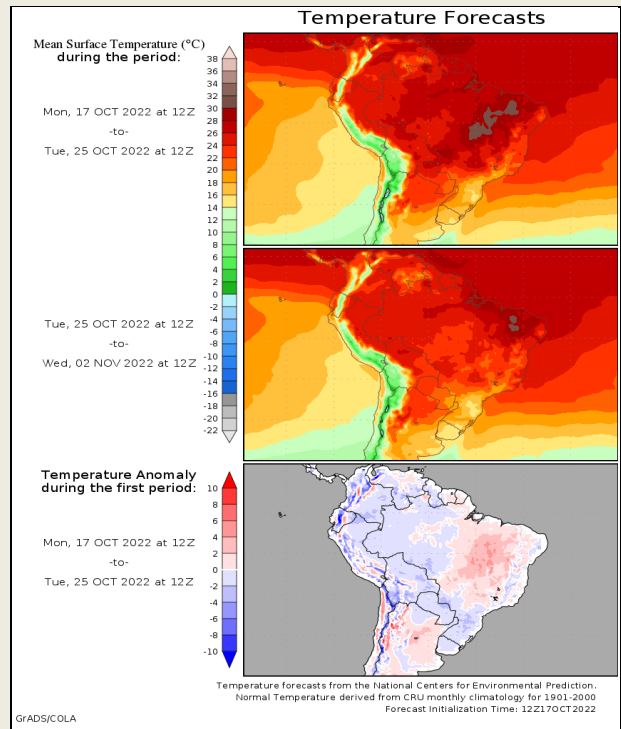 Temperature Forecasts
Mean Surface Temperature (°C)
during the period:
Mon, 17 OCT 2022 at 12Z
-to-
Tue, 25 OCT 2022 at 12Z
38
36
34
32
30
28
26
24
22
20
18
16
14
12
10
8
6
4
2
0
-2
-4
-6
-8
-10
-12
-14
-16
-18
-20
-22
Tue, 25 OCT 2022 at 12Z
-to-
Wed, 02 NOV 2022 at 12Z
Temperature Anomaly
during the first period:
Mon, 17 OCT 2022 at 12Z
-to-
Tue, 25 OCT 2022 at 12Z
10
8
6
4
2
0
-2
-4
-6
-8
-10
Temperature forecasts from the National Centers for Environmental Prediction.
Normal Temperature derived from CRU monthly climatology for 1901-2000
Forecast Initialization Time: 12Z17OCT2022
GrADS/COLA